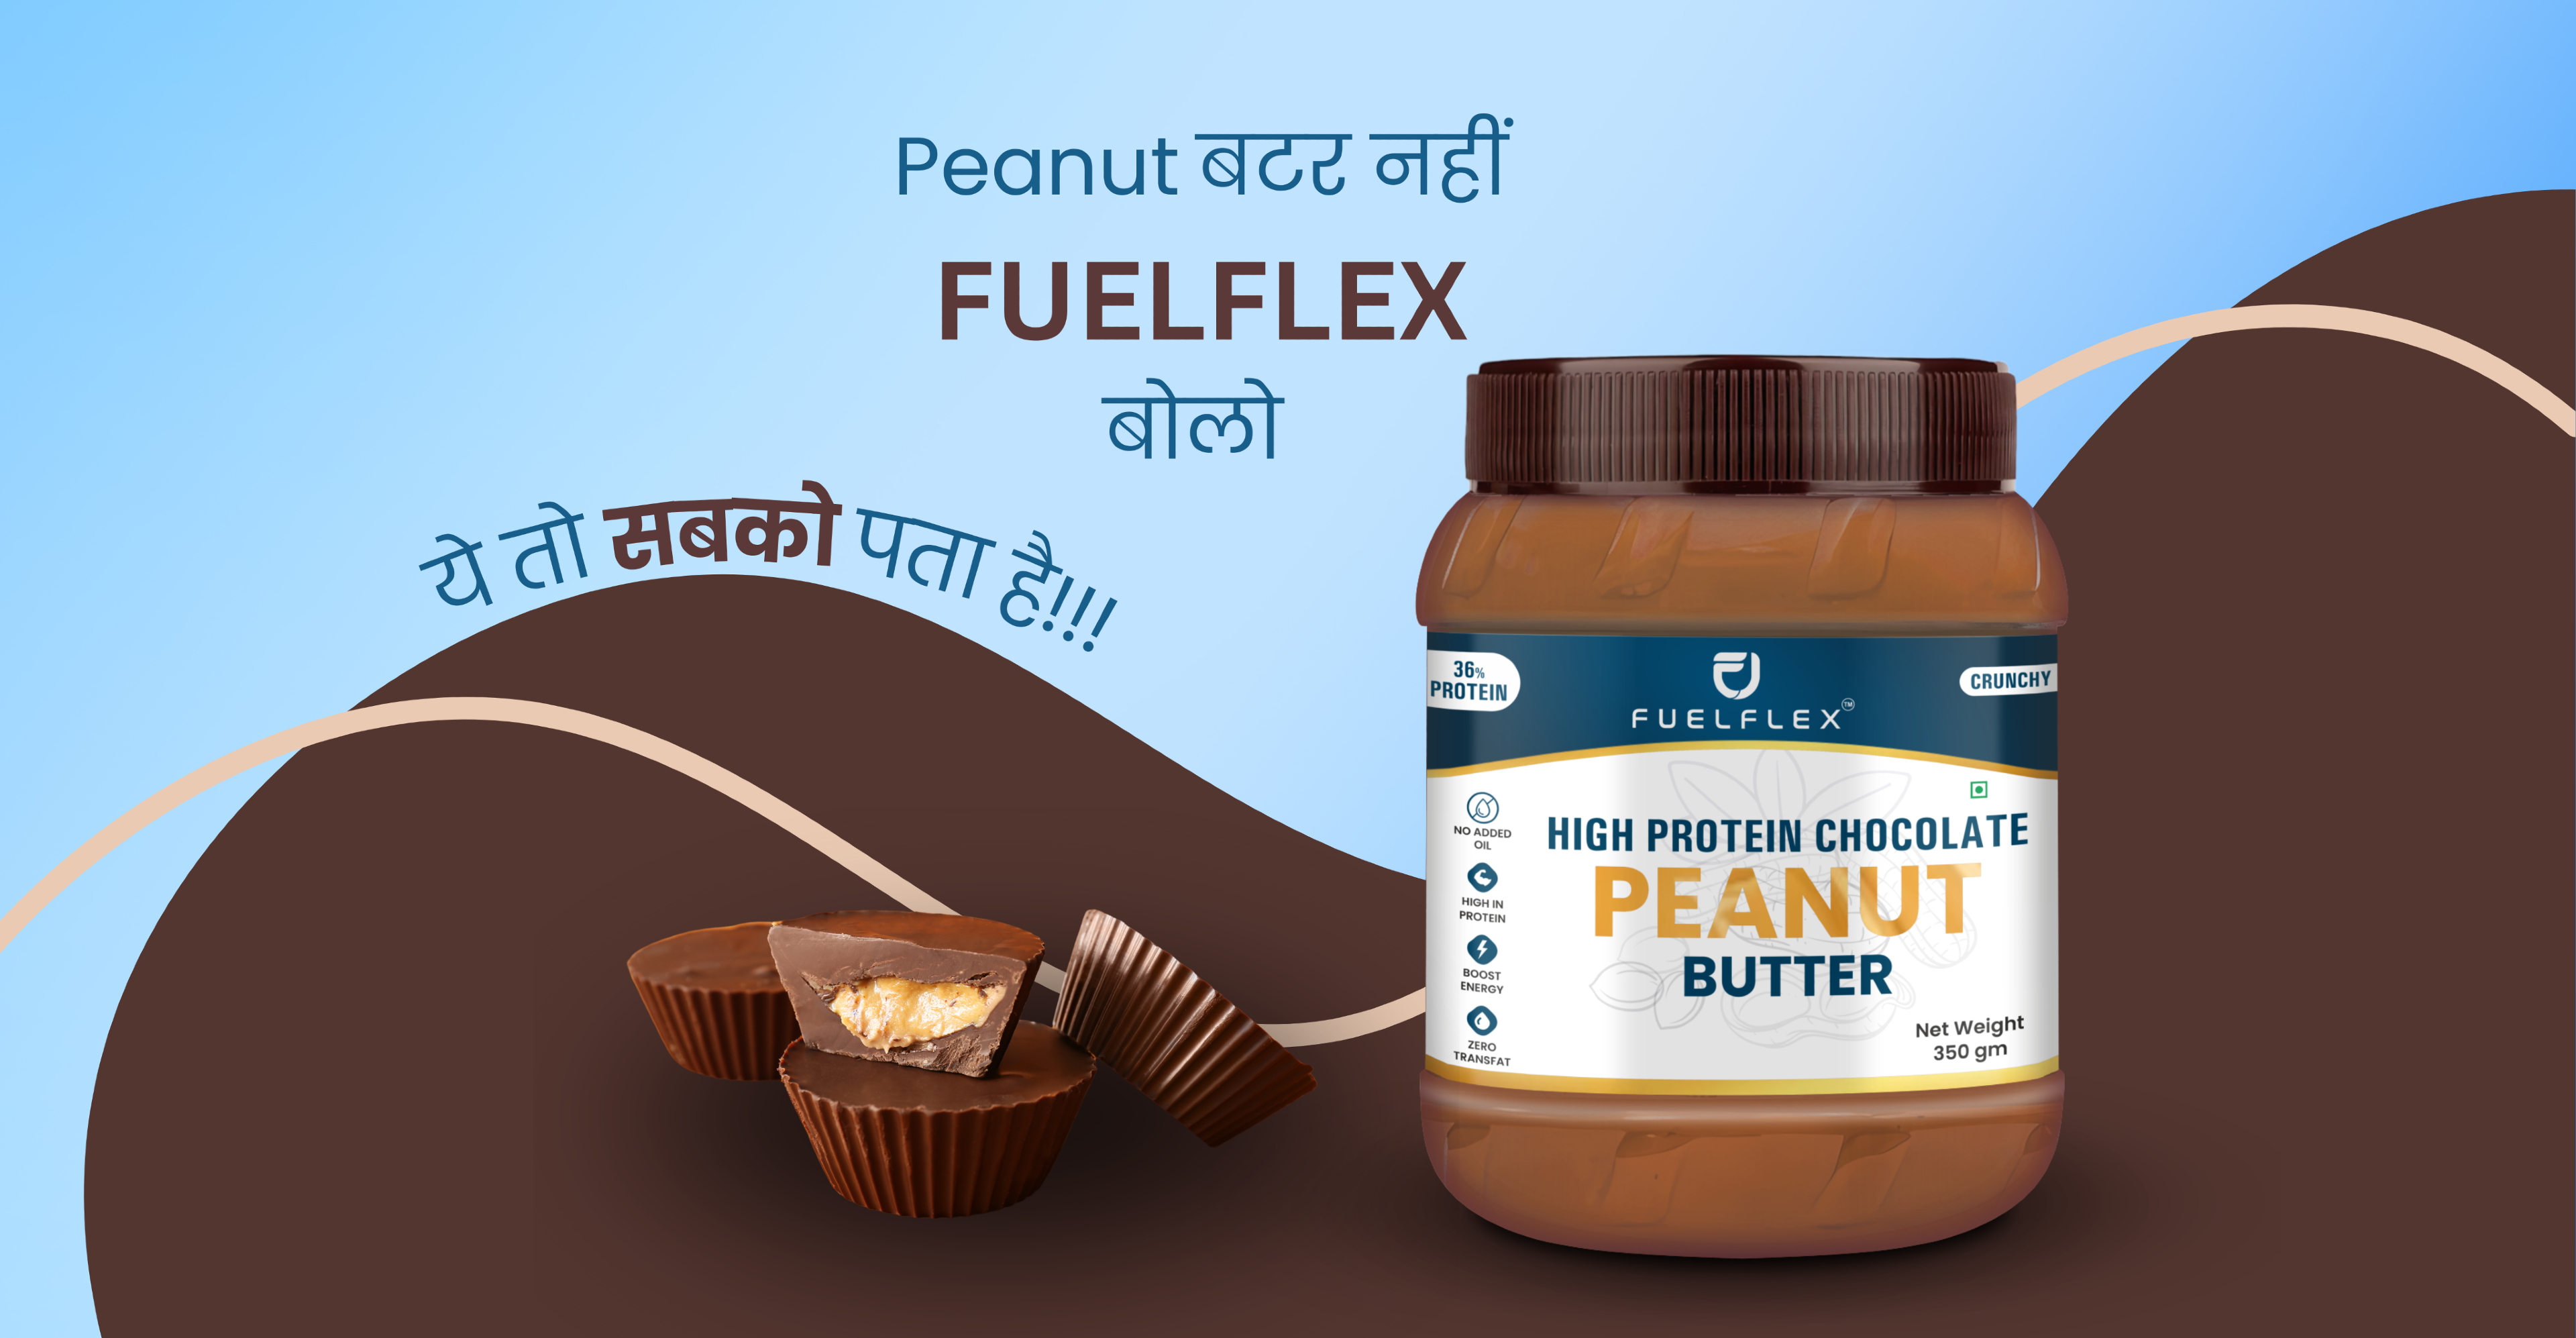 Peanut बटर नहीं
FUELFLEX
बोलो
ये तो सबको पता है!!!
36%
PROTEIN
FUELFLEX™
CRUNCHY
NO ADDED
OIL
HIGH IN
PROTEIN
BOOST
ENERGY
ZERO
TRANSFAT
HIGH PROTEIN CHOCOLATE
PEANUT
BUTTER
Net Weight
350 gm